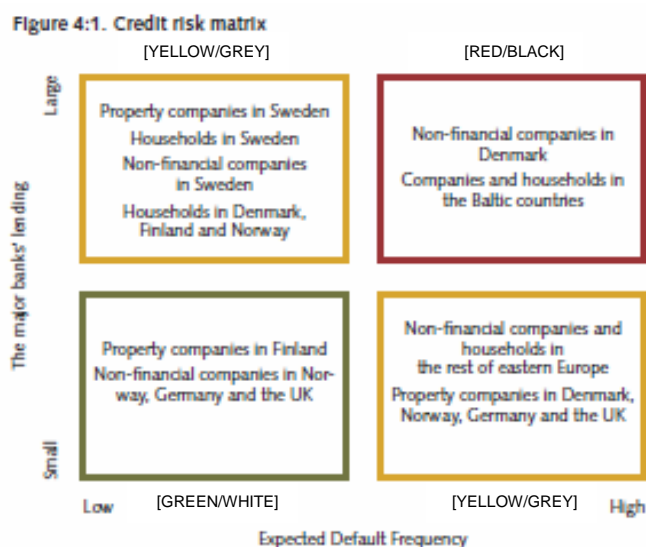 Figure 4:1. Credit risk matrix
[YELLOW/GREY]
[RED/BLACK]
Large
The major banks' lending
Small
Property companies in Sweden
Households in Sweden
Non-financial companies
in Sweden
Households in Denmark,
Finland and Norway
Non-financial companies in
Denmark
Companies and households in
the Baltic countries
Property companies in Finland
Non-financial companies in Nor-
way, Germany and the UK
Non-financial companies and
households in
the rest of eastern Europe
Property companies in Denmark,
Norway, Germany and the UK
Low
[GREEN/WHITE]
[YELLOW/GREY]
High
Expected Default Frequency